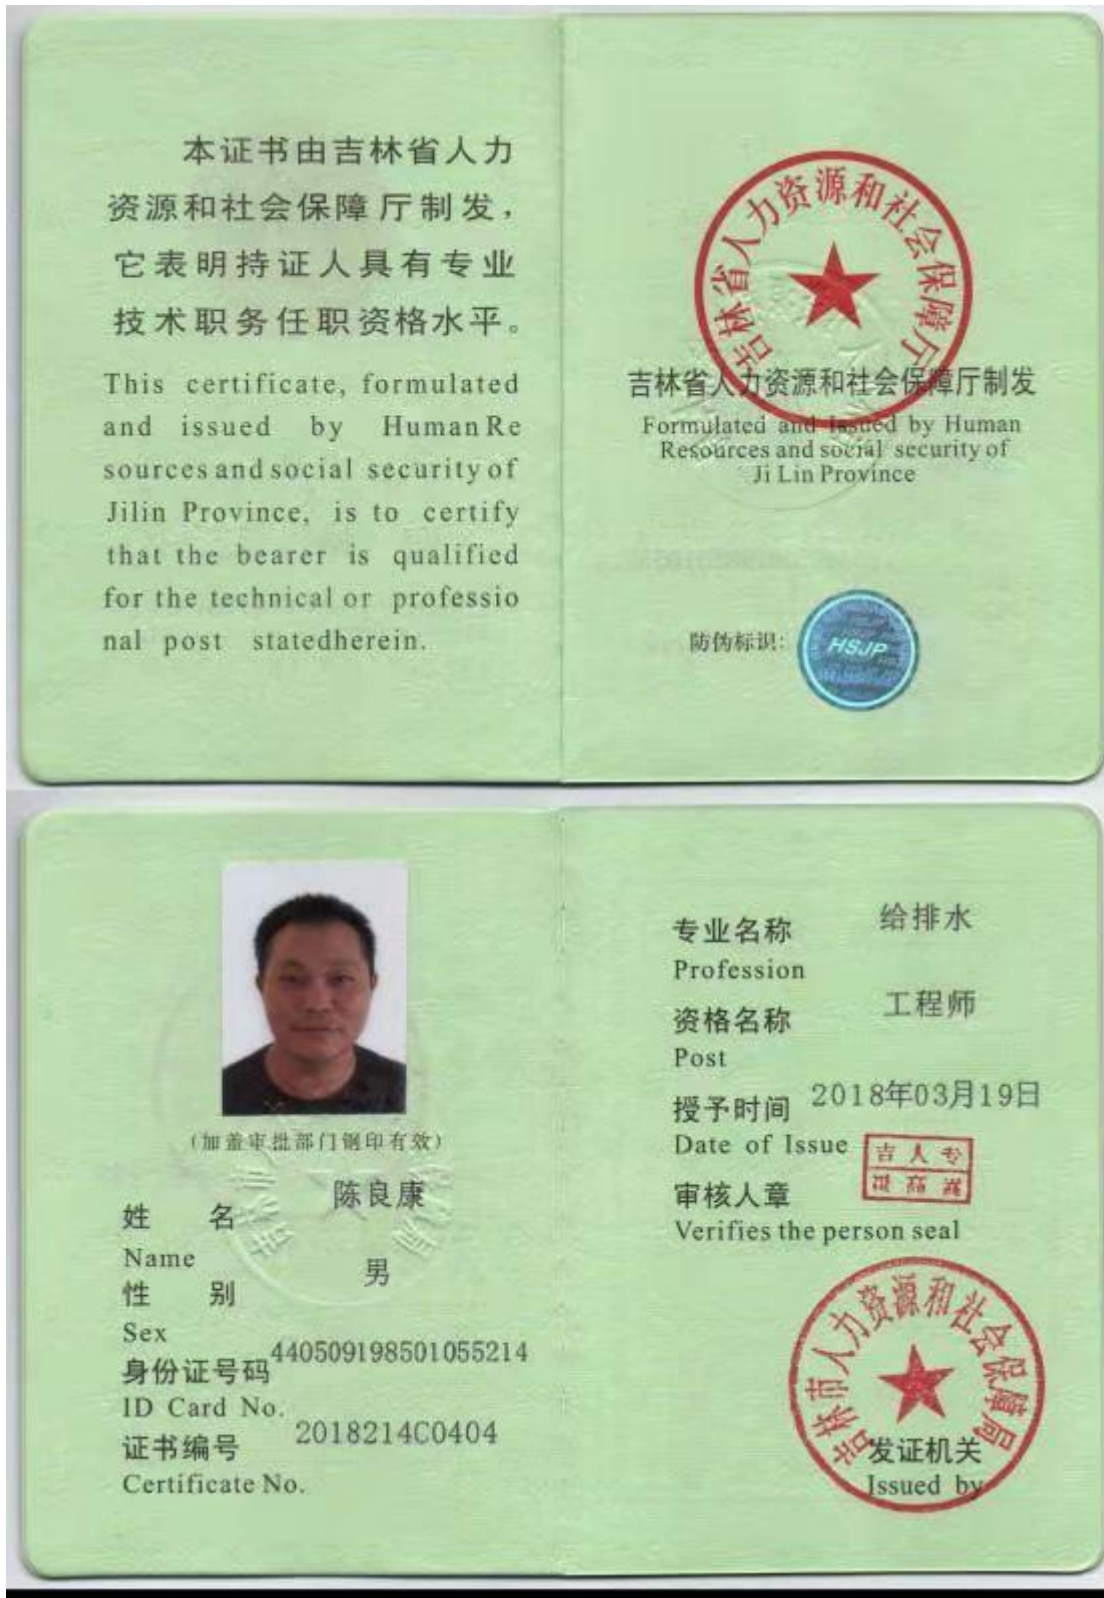 本证书由吉林省人力
资源和社会保障厅制发，
它表明持证人具有专业
技术职务任职资格水平。
This certificate, formulated
and issued by HumanRe
sources and social security of
Jilin Province, is to certify
that the bearer is qualified
for the technical or professio
nal post statedherein.
吉林省人力资源和社会保障厅
吉林省人力资源和社会保障厅制发
Formulated and Issued by Human
Resources and social security of
Ji Lin Province
防伪标识：
HSJP
(加盖审批部门钢印有效)
姓 名 陈良康
Name
性 别 男
Sex
身份证号码 440509198501055214
ID Card No.
证书编号 2018214C0404
Certificate No.
专业名称 给排水
Profession
资格名称 工程师
Post
授予时间 2018年03月19日
Date of Issue
审核人章
Verifies the person seal
吉林市人力资源和社会保障局
发证机关
Issued by